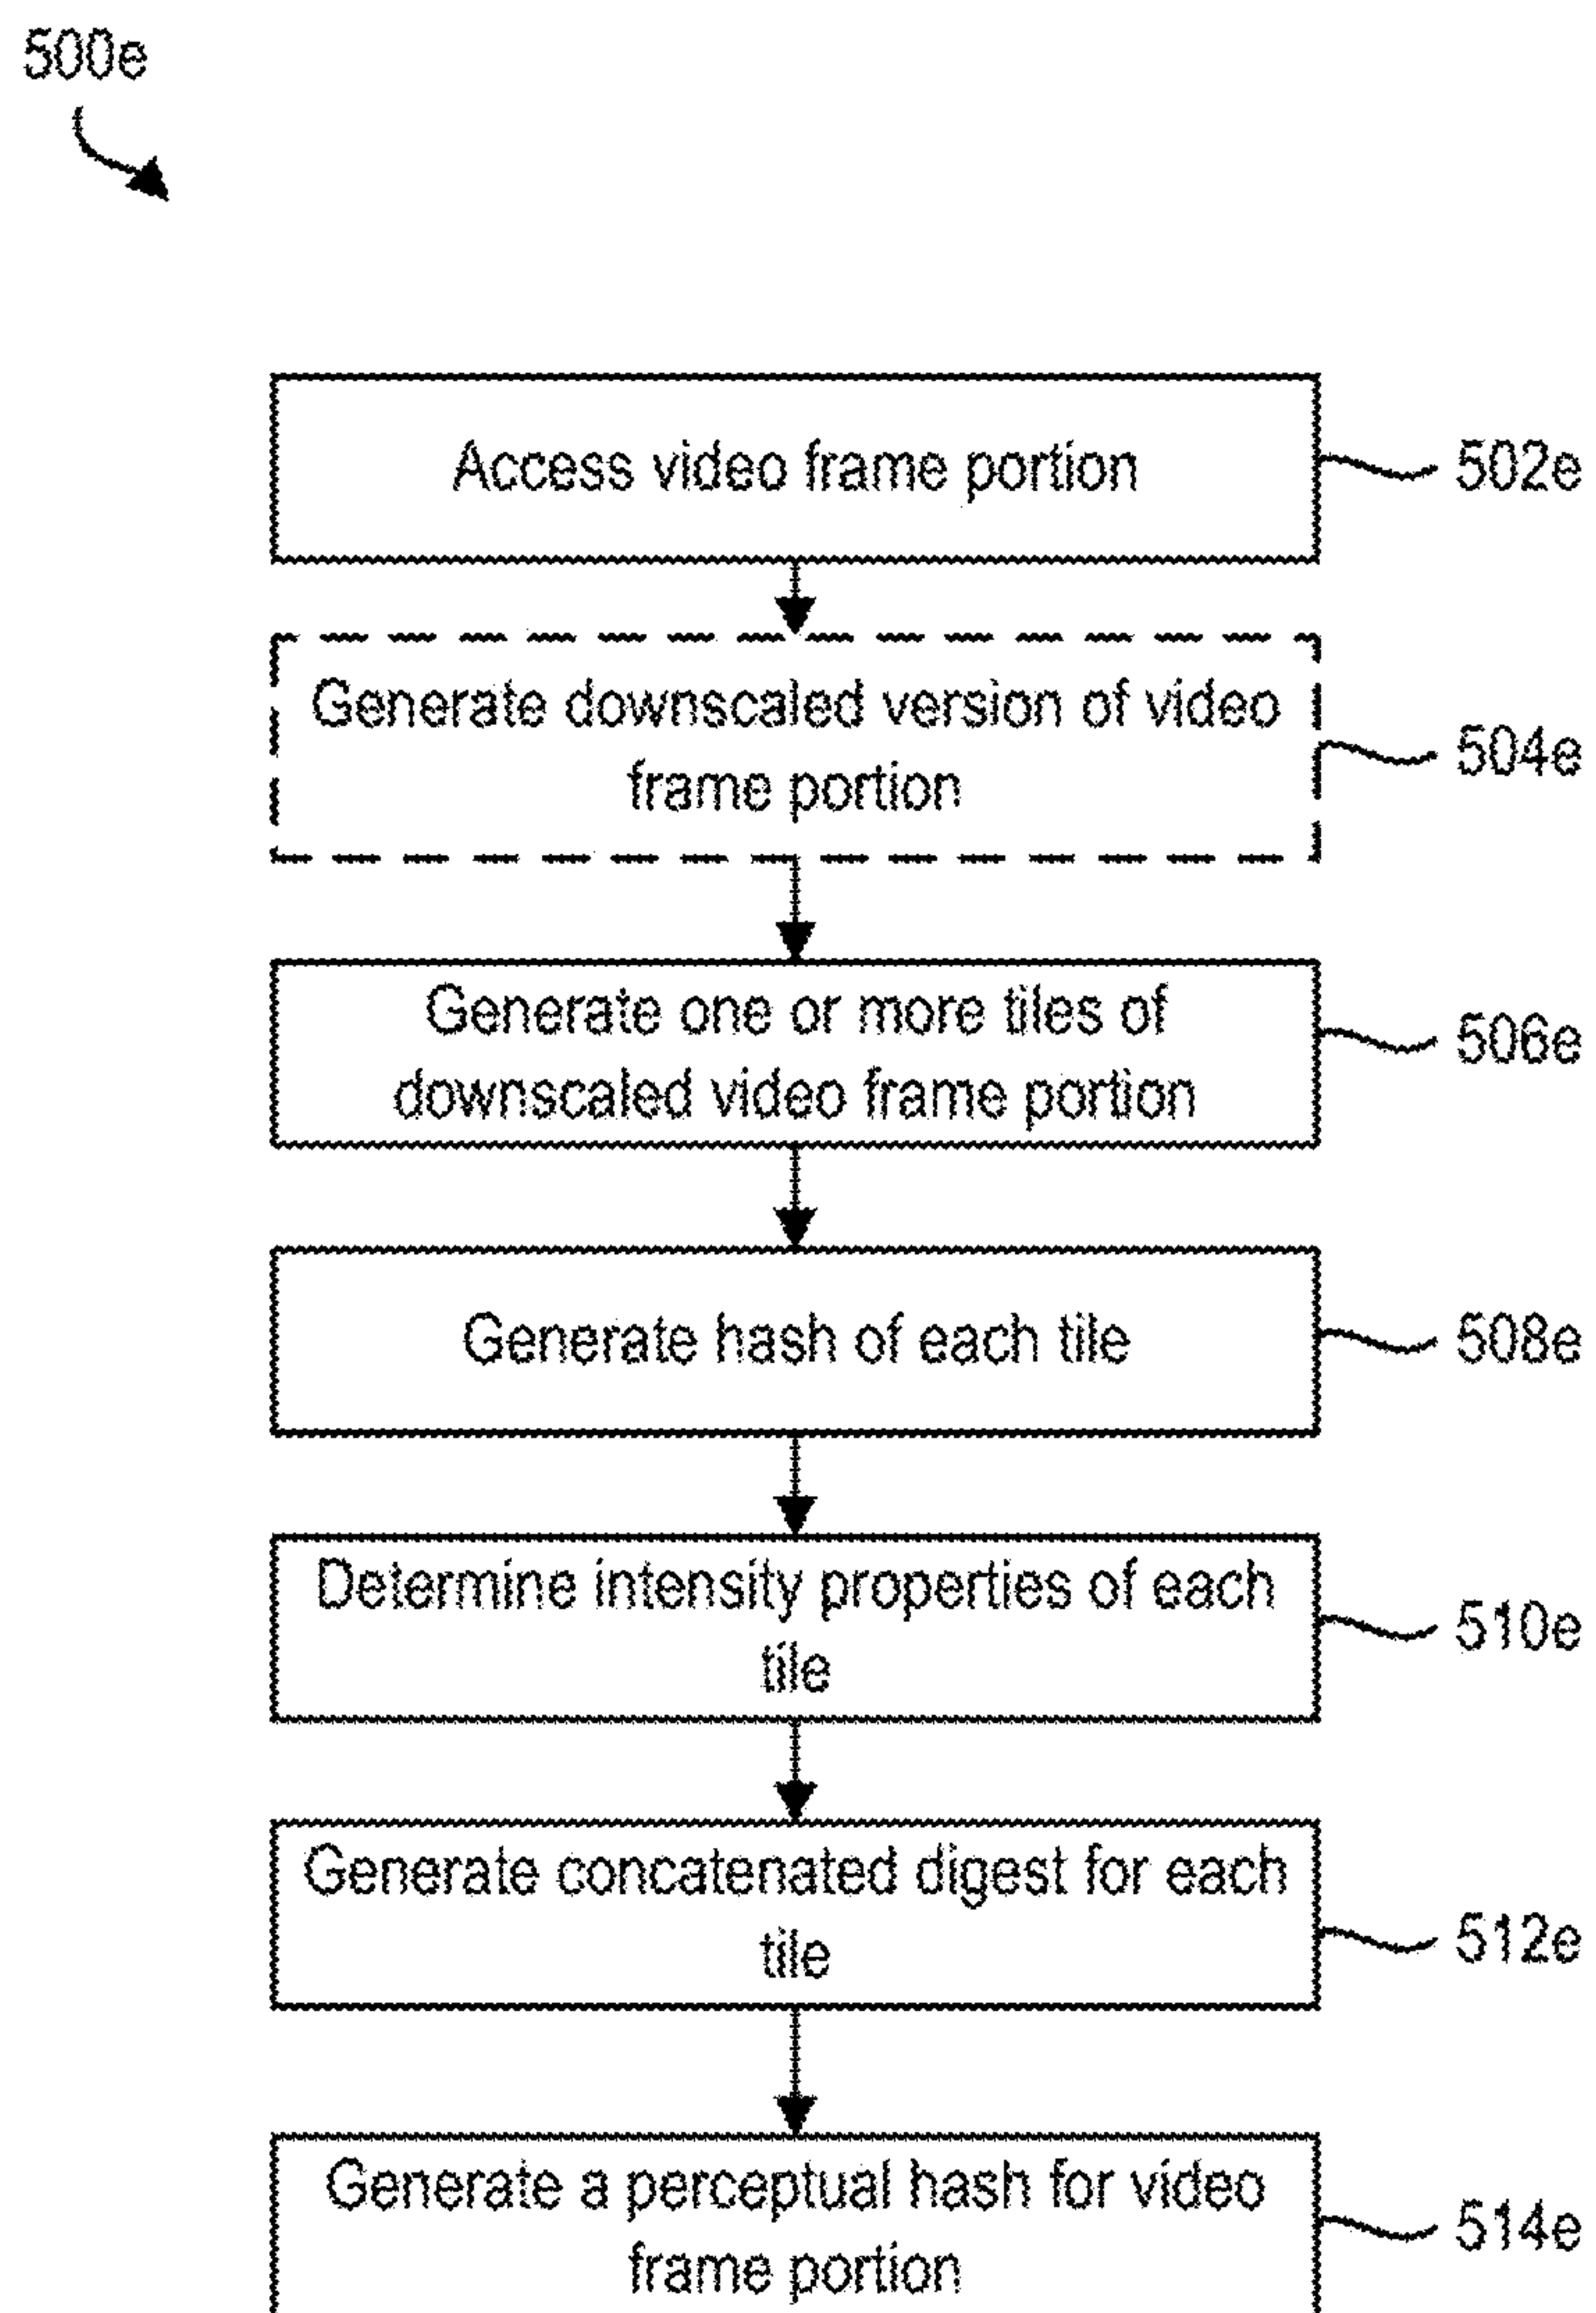 500e
Access video frame portion
502e
Generate downscaled version of video
frame portion
504e
Generate one or more tiles of
downscaled video frame portion
506e
Generate hash of each tile
508e
Determine intensity properties of each
tile
510e
Generate concatenated digest for each
tile
512e
Generate a perceptual hash for video
frame portion
514e